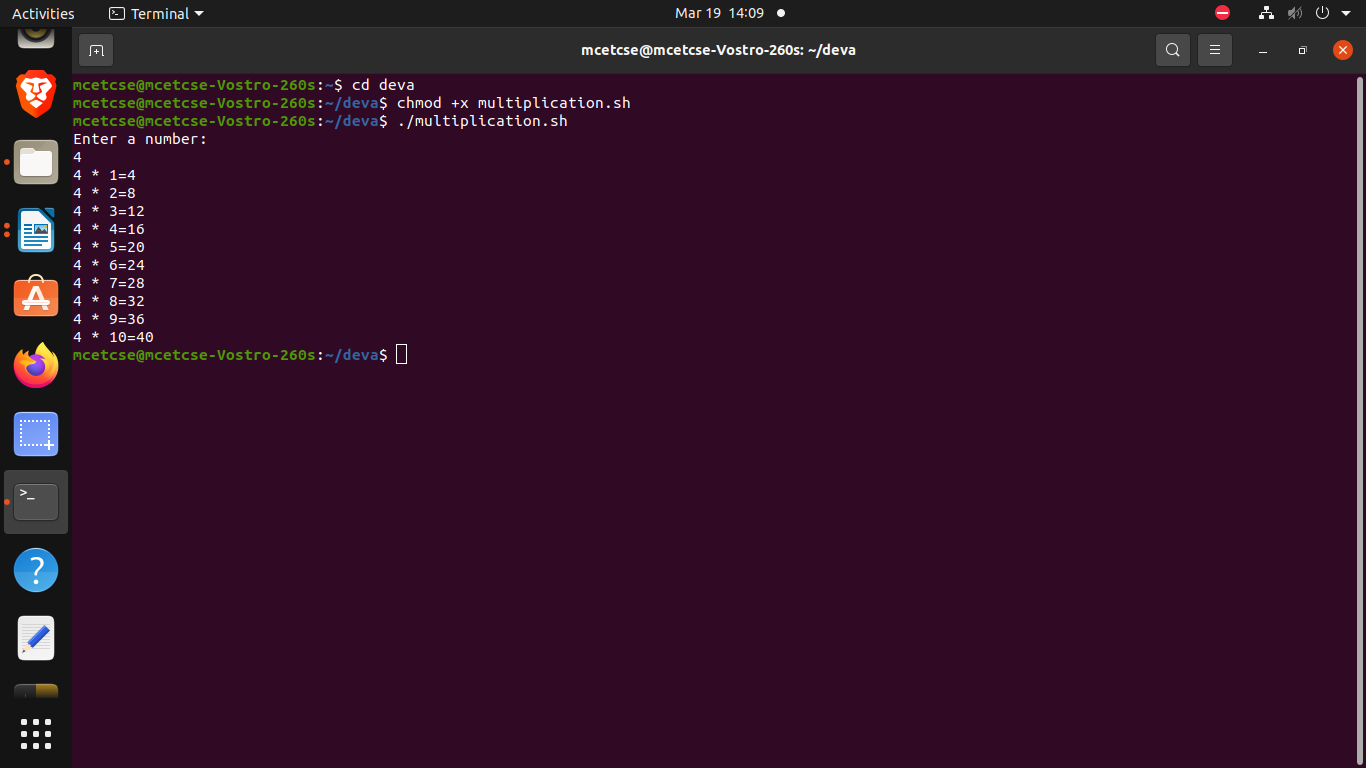 Activities
Terminal
Mar 19 14:09
mcetcse@mcetcse-Vostro-260s: ~/deva
mcetcse@mcetcse-Vostro-260s:~$ cd deva
mcetcse@mcetcse-Vostro-260s:~/deva$ chmod +x multiplication.sh
mcetcse@mcetcse-Vostro-260s:~/deva$ ./multiplication.sh
Enter a number:
4
4 * 1=4
4 * 2=8
4 * 3=12
4 * 4=16
4 * 5=20
4 * 6=24
4 * 7=28
4 * 8=32
4 * 9=36
4 * 10=40
mcetcse@mcetcse-Vostro-260s:~/deva$